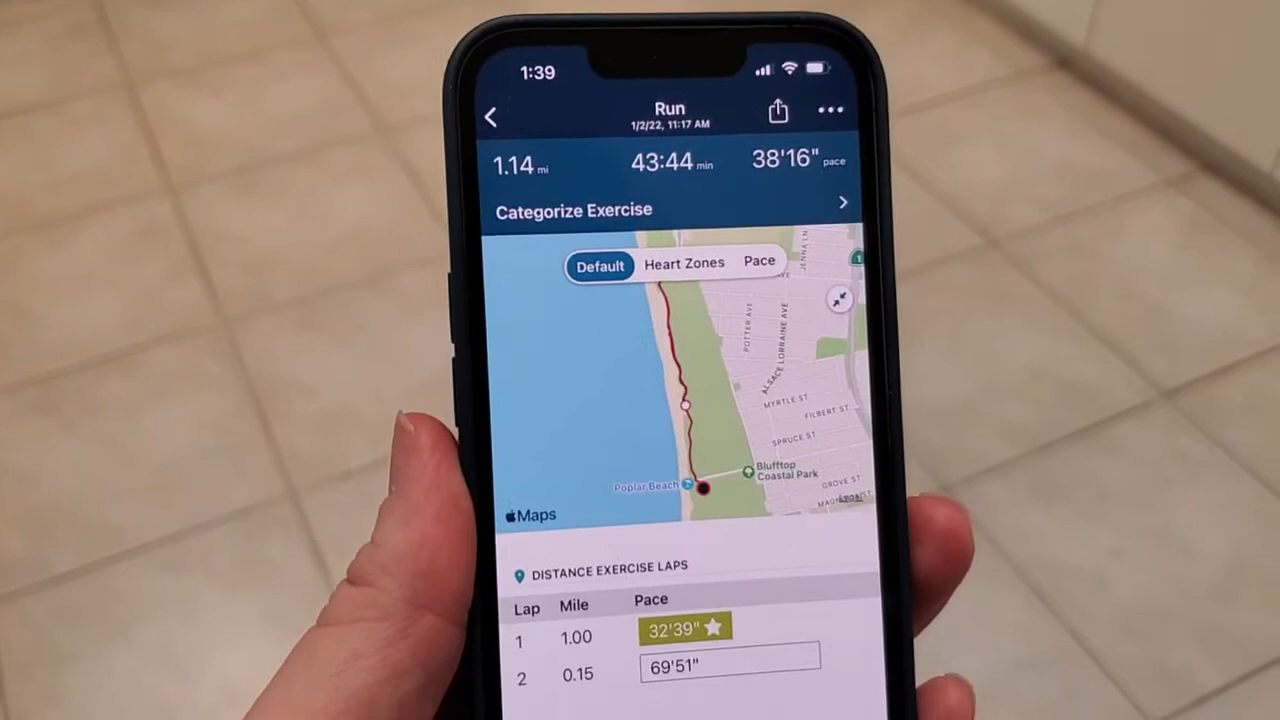 1:39
Run
1/2/22, 11:17 AM
1.14 mi 43:44 min 38'16" pace
Categorize Exercise
Default Heart Zones Pace
JENNA LN
1
POTTER AVE
ALSACE LORRAINE AVE
MYRTLE ST
FILBERT ST
SPRUCE ST
Blufftop
Coastal Park
Poplar Beach
GROVE ST
Maps
DISTANCE EXERCISE LAPS
Lap Mile Pace
1 1.00 32'39"
2 0.15 69'51"